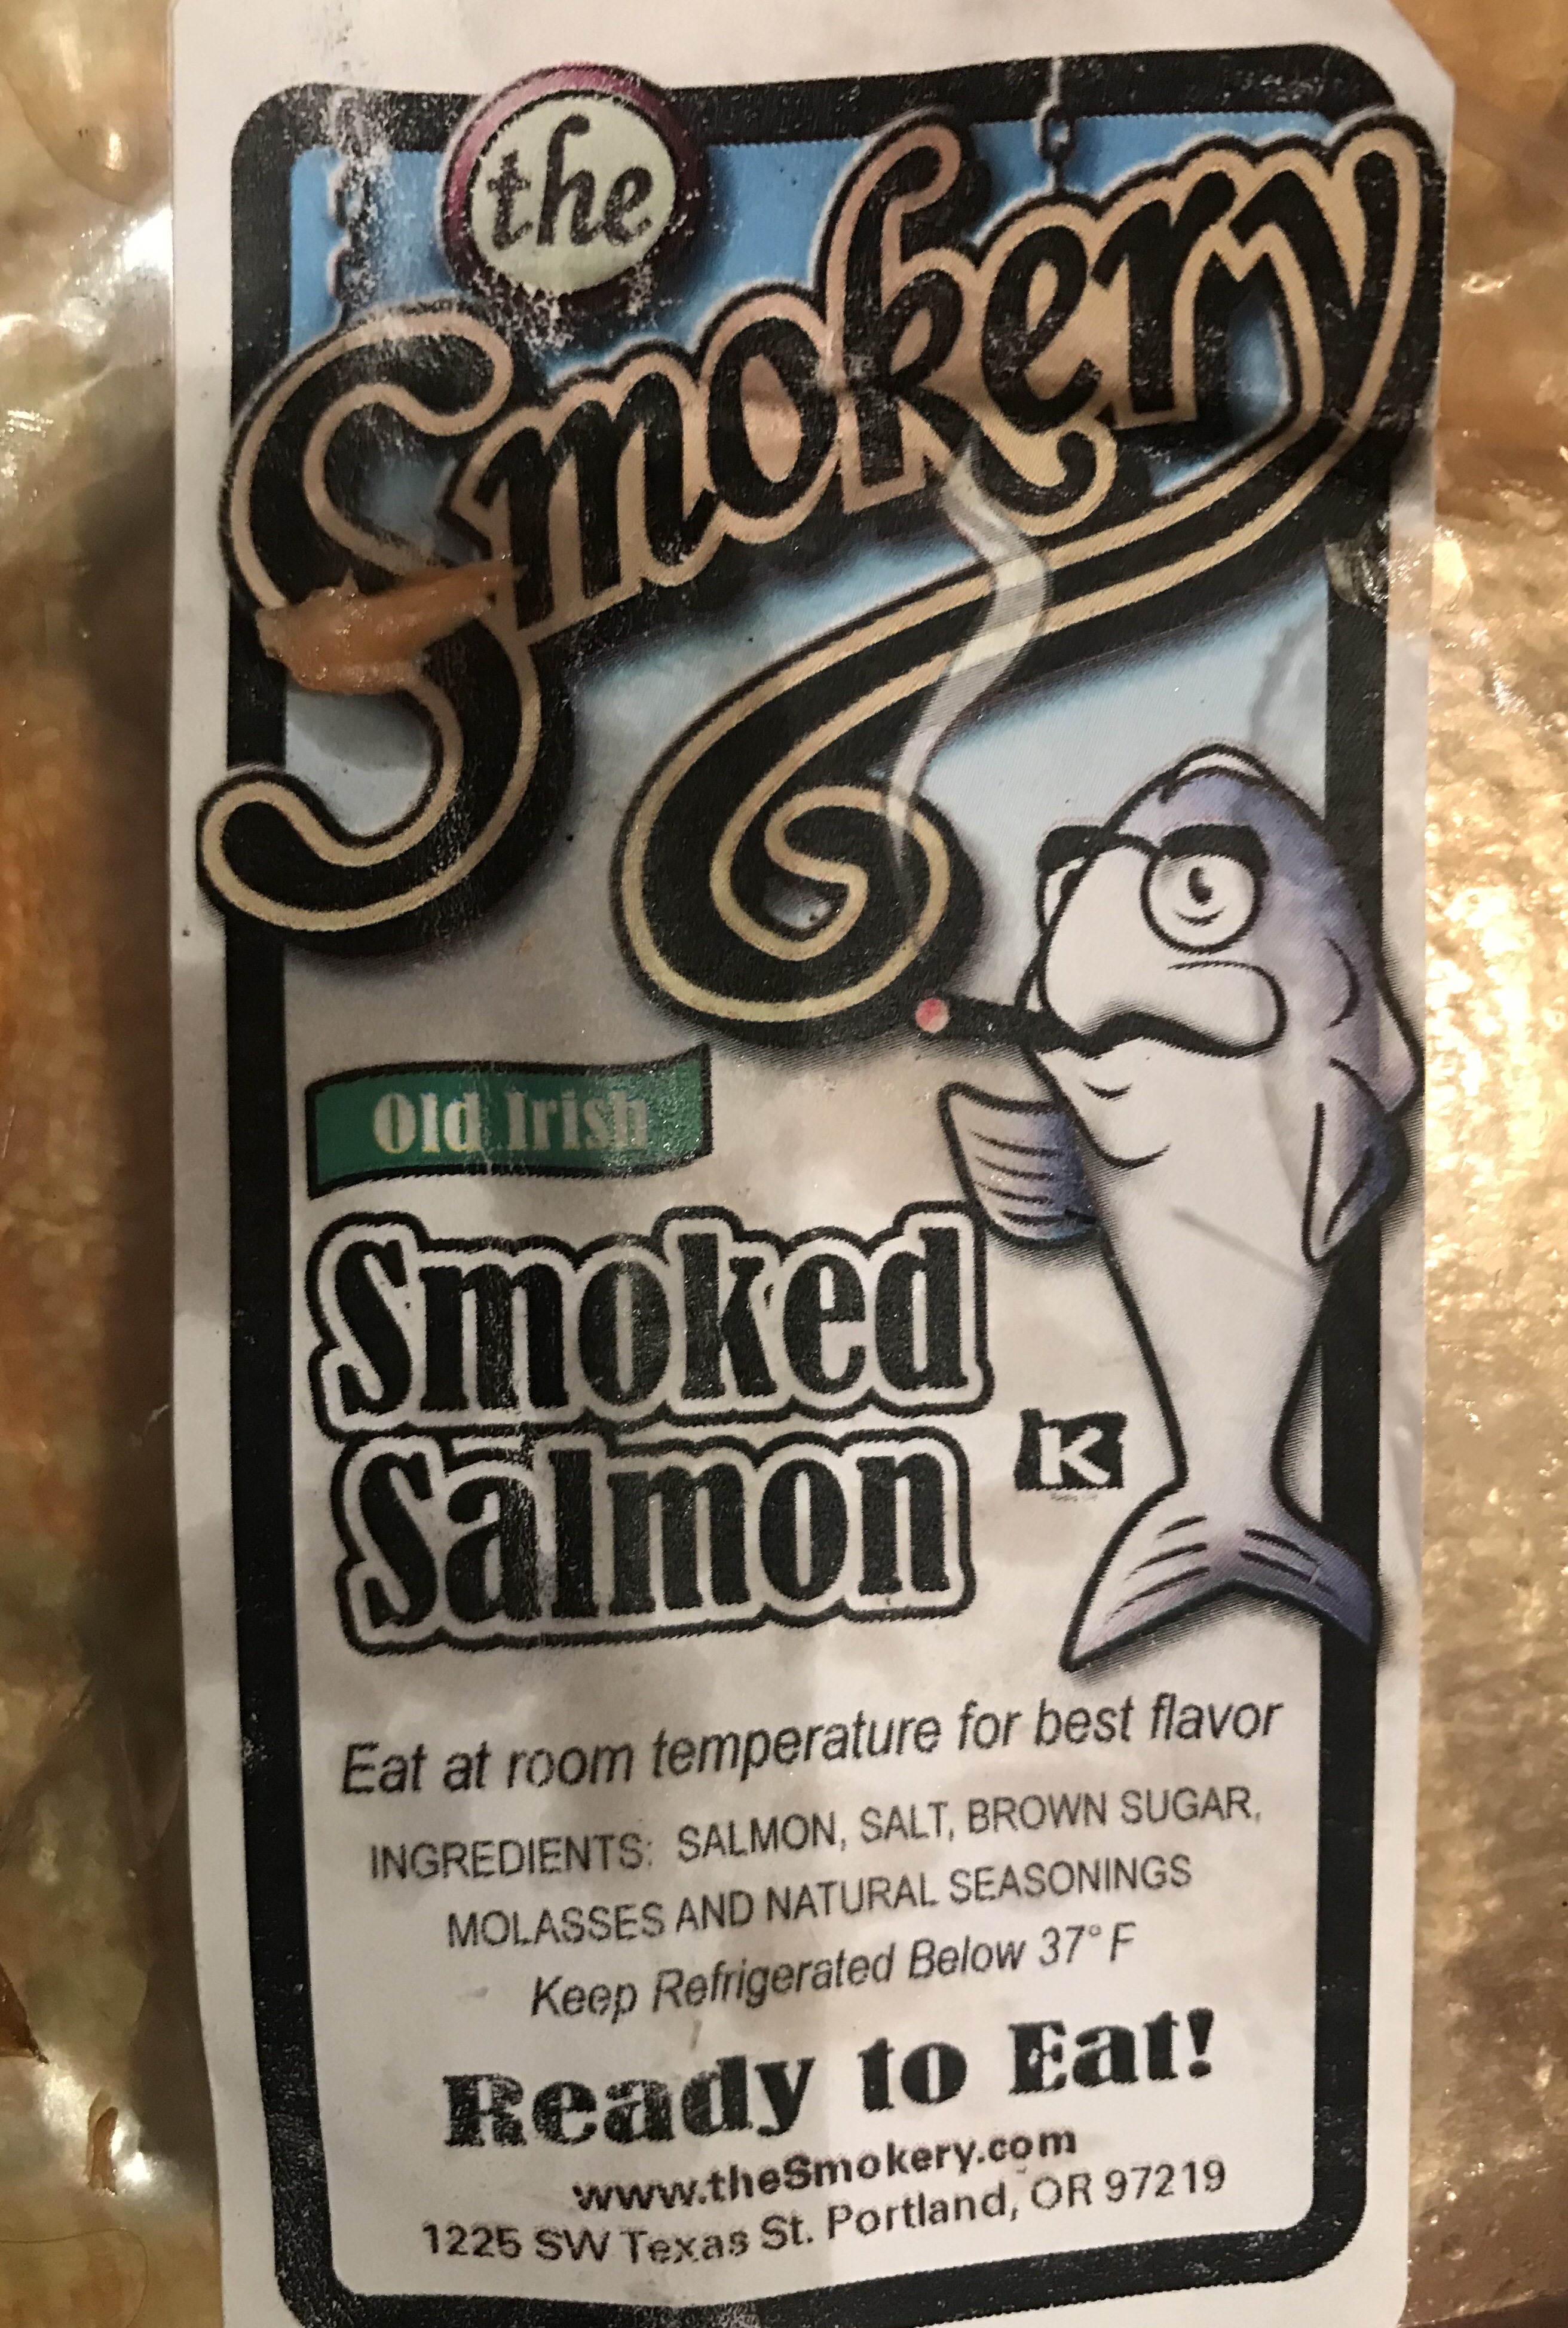 the
Smokery
Old Irish
Smoked
Salmon
K
Eat at room temperature for best flavor
INGREDIENTS: SALMON, SALT, BROWN SUGAR,
MOLASSES AND NATURAL SEASONINGS
Keep Refrigerated Below 37° F
Ready to Eat!
www.theSmokery.com
1225 SW Texas St. Portland, OR 97219